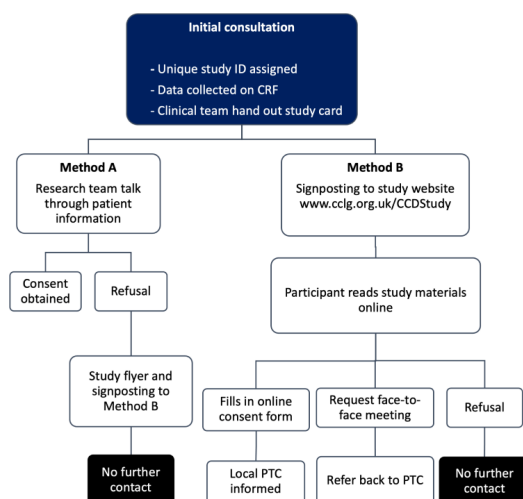 Initial consultation
- Unique study ID assigned
- Data collected on CRF
- Clinical team hand out study card
Method A
Research team talk
through patient
information
Method B
Signposting to study website
www.cclg.org.uk/CCDStudy
Consent
obtained
Refusal
Participant reads study materials
online
Study flyer and
signposting to
Method B
Fills in online
consent form
Request face-to-
face meeting
Refusal
No further
contact
Local PTC
informed
Refer back to PTC
No further
contact